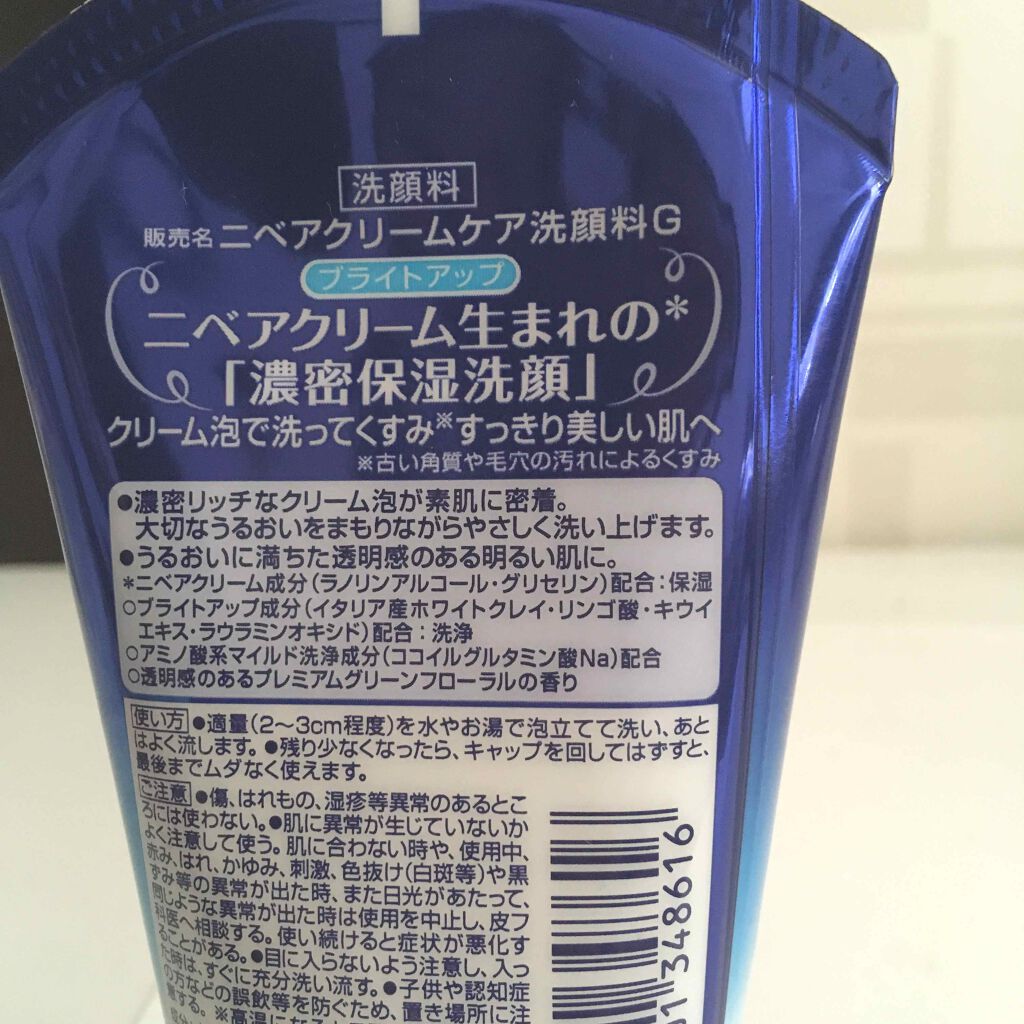 洗顔料
販売名 ニベアクリームケア洗顔料G
ブライトアップ
ニベアクリーム生まれの*
「濃密保湿洗顔」
クリーム泡で洗ってくすみ※すっきり美しい肌へ
※古い角質や毛穴の汚れによるくすみ
●濃密リッチなクリーム泡が素肌に密着。
大切なうるおいをまもりながらやさしく洗い上げます。
●うるおいに満ちた透明感のある明るい肌に。
*ニベアクリーム成分(ラノリンアルコール・グリセリン)配合:保湿
○ブライトアップ成分(イタリア産ホワイトクレイ・リンゴ酸・キウイ
エキス・ラウラミンオキシド)配合:洗浄
○アミノ酸系マイルド洗浄成分(ココイルグルタミン酸Na)配合
○透明感のあるプレミアムグリーンフローラルの香り
使い方 ●適量(2〜3cm程度)を水やお湯で泡立てて洗い、あと
はよく流します。●残り少なくなったら、キャップを回してはずすと、
最後までムダなく使えます。
ご注意 ●傷、はれもの、湿疹等異常のあるとこ
ろには使わない。●肌に異常が生じていないか
よく注意して使う。肌に合わない時や、使用中、
赤み、はれ、かゆみ、刺激、色抜け(白斑等)や黒
ずみ等の異常が出た時、また日光があたって、
同じような異常が出た時は使用を中止し、皮フ
科医へ相談する。使い続けると症状が悪化す
ることがある。●目に入らないよう注意し、入っ
た時は、すぐに充分洗い流す。●子供や認知症
の方などの誤飲等を防ぐため、置き場所に注
意する。※高温になると
348616